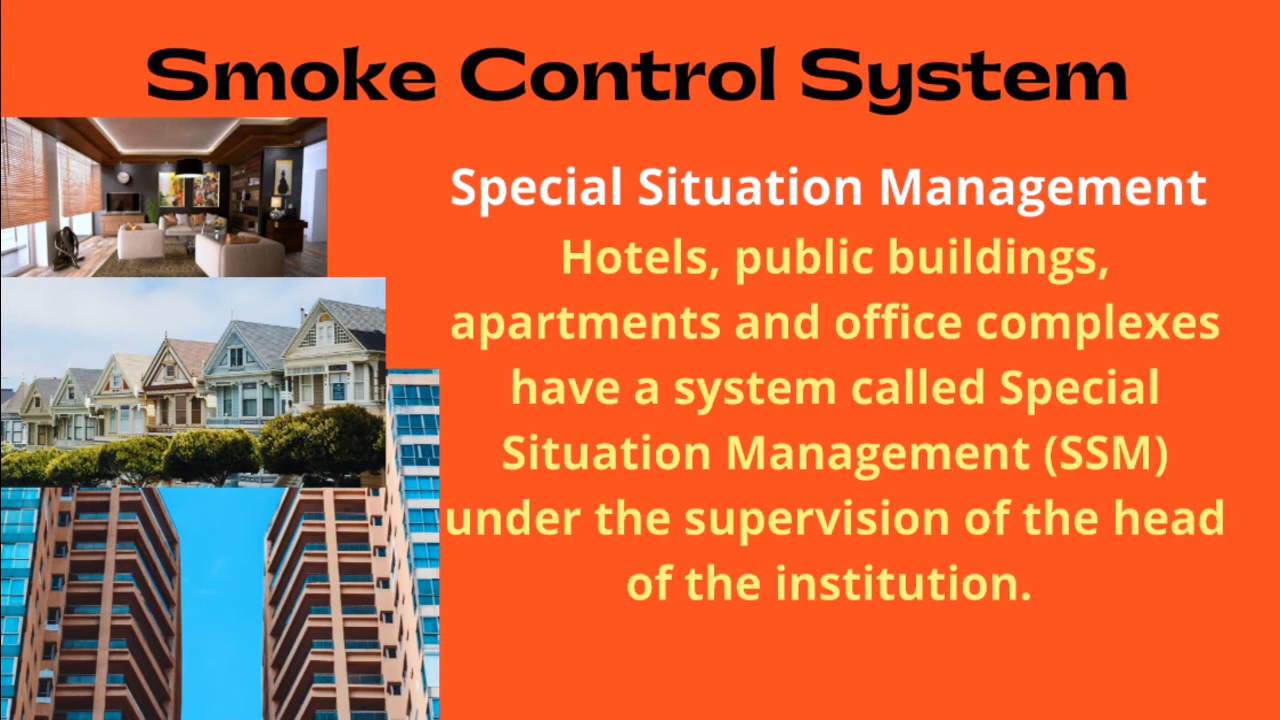 Smoke Control System
Special Situation Management
Hotels, public buildings,
apartments and office complexes
have a system called Special
Situation Management (SSM)
under the supervision of the head
of the institution.